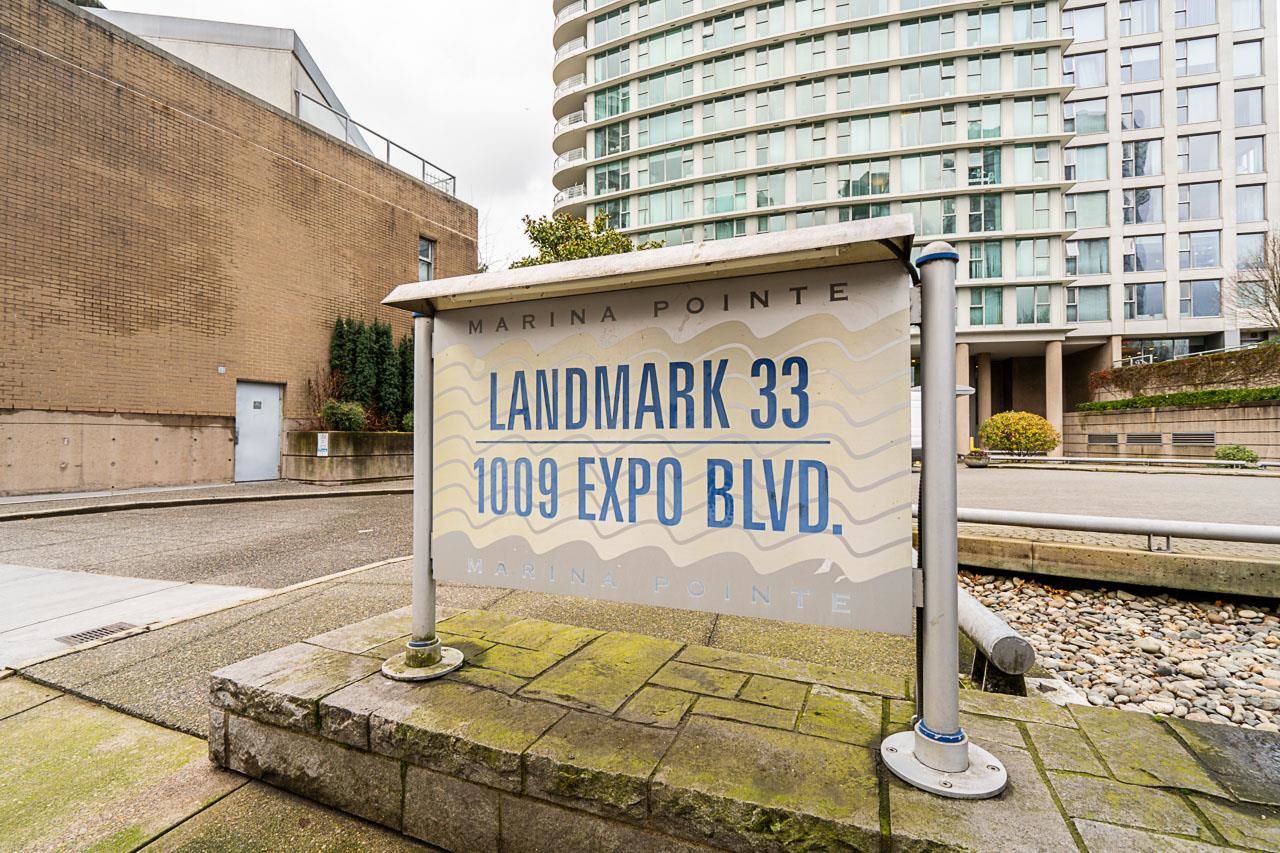 MARINA POINTE
LANDMARK 33
1009 EXPO BLVD.
MARINA POINTE